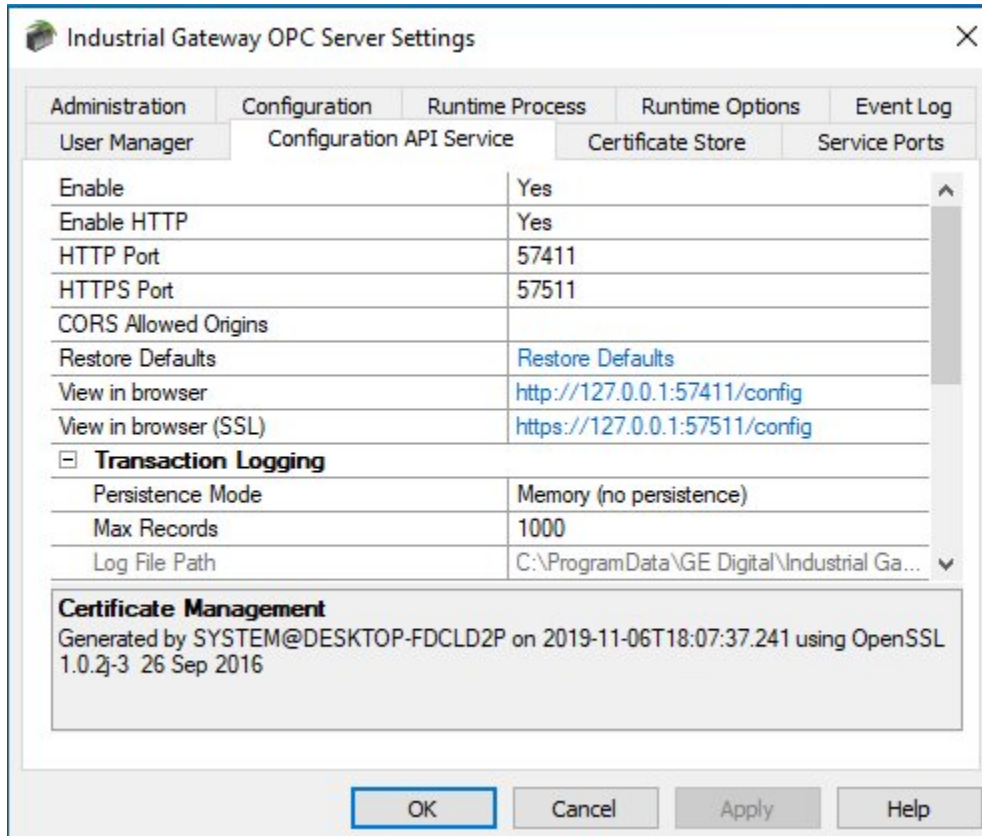 Industrial Gateway OPC Server Settings
Administration Configuration Runtime Process Runtime Options Event Log
User Manager Configuration API Service Certificate Store Service Ports
Enable Yes
Enable HTTP Yes
HTTP Port 57411
HTTPS Port 57511
CORS Allowed Origins
Restore Defaults Restore Defaults
View in browser http://127.0.0.1:57411/config
View in browser (SSL) https://127.0.0.1:57511/config
Transaction Logging
Persistence Mode Memory (no persistence)
Max Records 1000
Log File Path C:\ProgramData\GE Digital\Industrial Ga...
Certificate Management
Generated by SYSTEM@DESKTOP-FDCLD2P on 2019-11-06T18:07:37.241 using OpenSSL
1.0.2j-3 26 Sep 2016
OK Cancel Apply Help